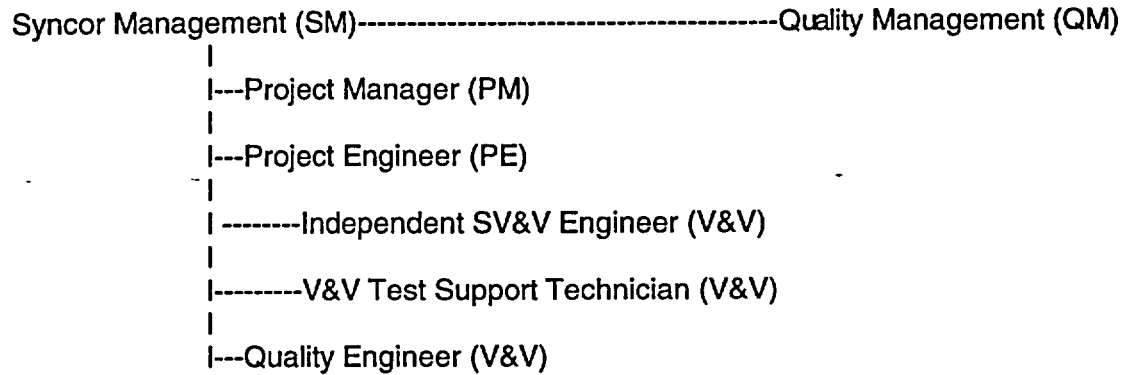 Syncor Management (SM)------------------------------------------Quality Management (QM)
|
|---Project Manager (PM)
|
|---Project Engineer (PE)
|
| --------Independent SV&V Engineer (V&V)
|
|---------V&V Test Support Technician (V&V)
|
|---Quality Engineer (V&V)